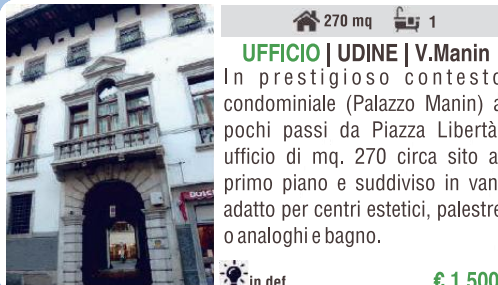 270 mq 1
UFFICIO | UDINE | V.Manin
In prestigioso contesto
condominiale (Palazzo Manin) a
pochi passi da Piazza Libertà,
ufficio di mq. 270 circa sito a
primo piano e suddiviso in vani
adatto per centri estetici, palestre
o analoghi e bagno.
in def. € 1.500